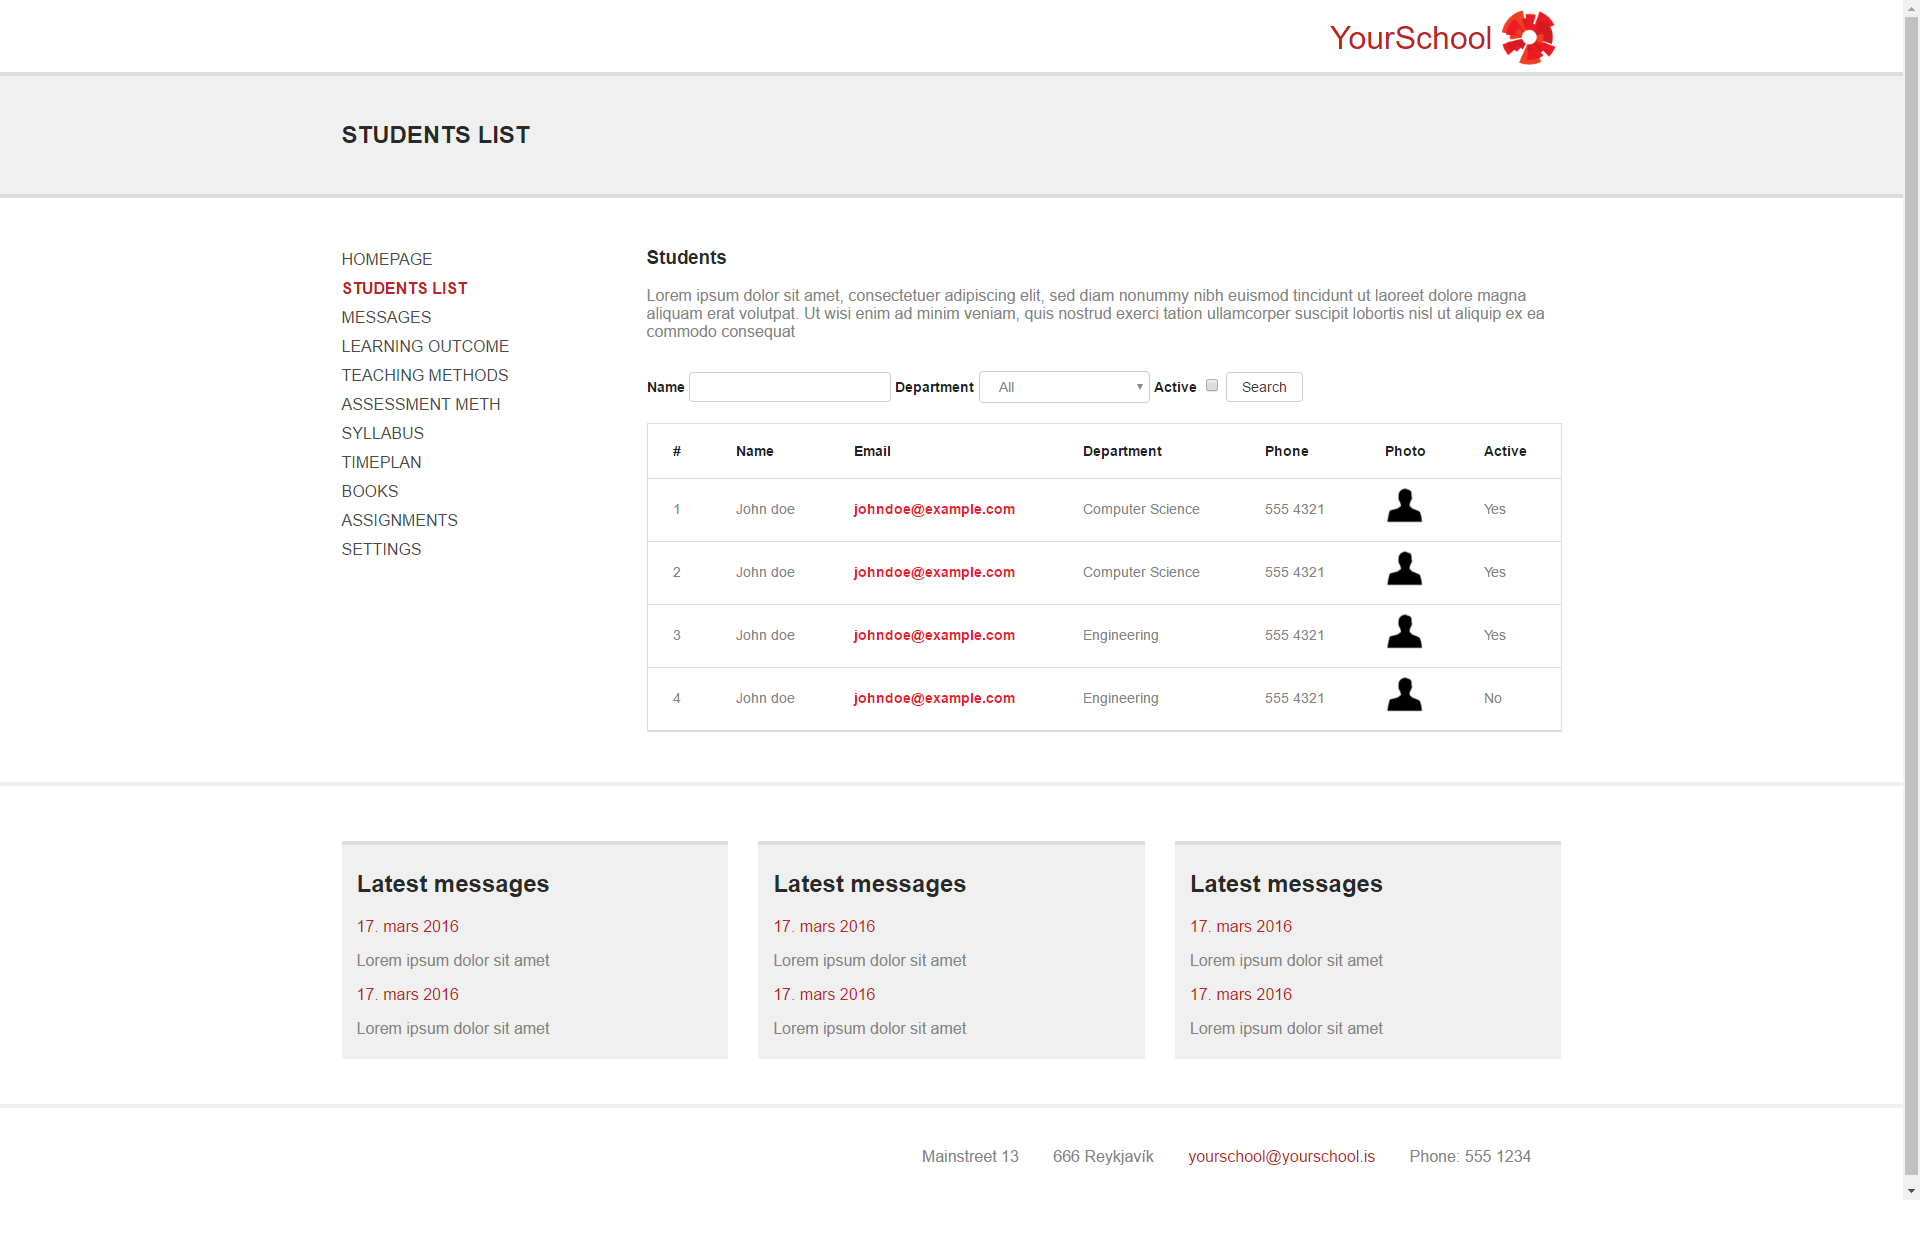 YourSchool
STUDENTS LIST
HOMEPAGE
STUDENTS LIST
MESSAGES
LEARNING OUTCOME
TEACHING METHODS
ASSESSMENT METH
SYLLABUS
TIMEPLAN
BOOKS
ASSIGNMENTS
SETTINGS
Students
Lorem ipsum dolor sit amet, consectetuer adipiscing elit, sed diam nonummy nibh euismod tincidunt ut laoreet dolore magna
aliquam erat volutpat. Ut wisi enim ad minim veniam, quis nostrud exerci tation ullamcorper suscipit lobortis nisl ut aliquip ex ea
commodo consequat
Name Department All Active Search
# Name Email Department Phone Photo Active
1 John doe johndoe@example.com Computer Science 555 4321 Yes
2 John doe johndoe@example.com Computer Science 555 4321 Yes
3 John doe johndoe@example.com Engineering 555 4321 Yes
4 John doe johndoe@example.com Engineering 555 4321 No
Latest messages
17. mars 2016
Lorem ipsum dolor sit amet
17. mars 2016
Lorem ipsum dolor sit amet
Latest messages
17. mars 2016
Lorem ipsum dolor sit amet
17. mars 2016
Lorem ipsum dolor sit amet
Latest messages
17. mars 2016
Lorem ipsum dolor sit amet
17. mars 2016
Lorem ipsum dolor sit amet
Mainstreet 13 666 Reykjavík yourschool@yourschool.is Phone: 555 1234